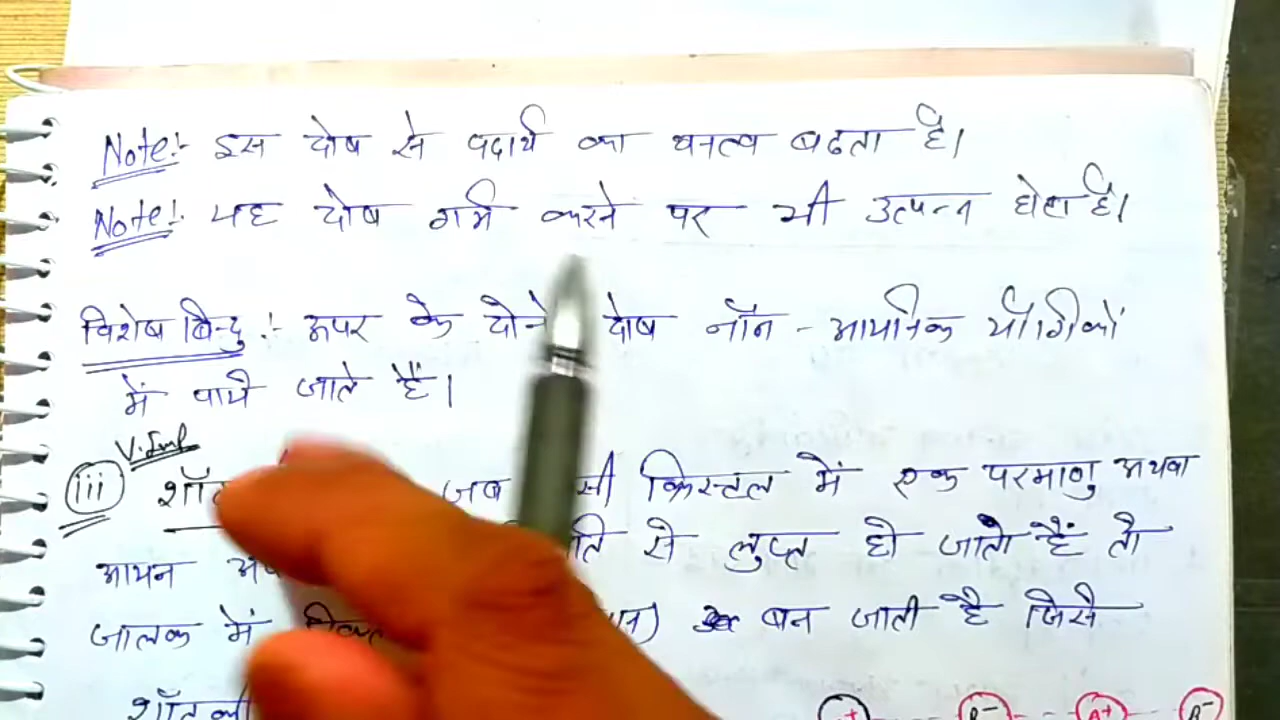 Note:- इस दोष से पदार्थ का घनत्व बढता है।
Note:- यह दोष गर्म करने पर भी उत्पन्न होता है।
विशेष बिन्दु :- ऊपर के दोनो दोष नॉन - आयनिक यौगिकों
में पाये जाते हैं।
V.Imp
(iii) जब क्रिस्टल में एक परमाणु अथवा
आयन से लुप्त हो जाते हैं तो
जालक में बन जाती है जिसे